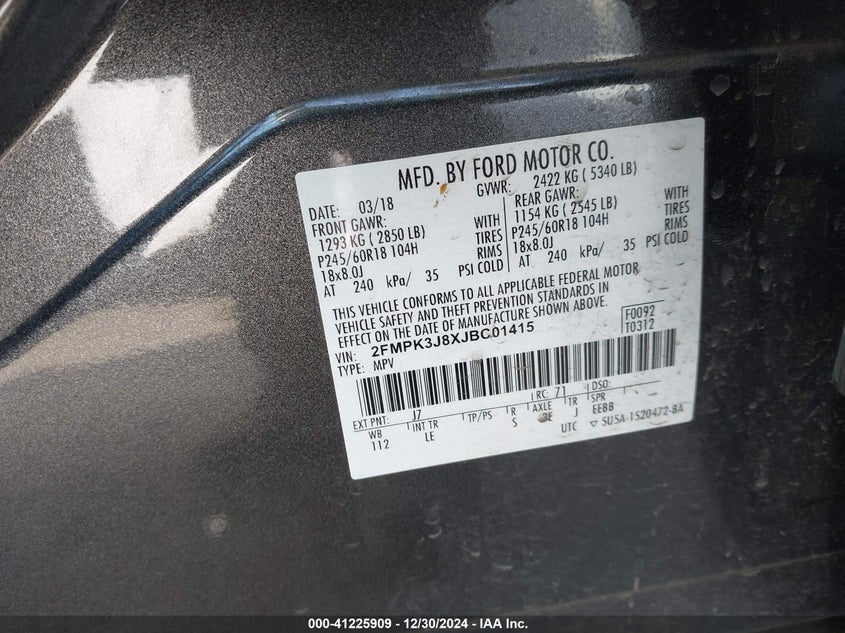 MFD. BY FORD MOTOR CO.
DATE: 03/18 GVWR: 2422 KG ( 5340 LB)
FRONT GAWR: REAR GAWR:
1293 KG ( 2850 LB) WITH 1154 KG ( 2545 LB) WITH
P245/60R18 104H TIRES P245/60R18 104H TIRES
18x8.0J RIMS 18x8.0J RIMS
AT 240 kPa/ 35 PSI COLD AT 240 kPa/ 35 PSI COLD
THIS VEHICLE CONFORMS TO ALL APPLICABLE FEDERAL MOTOR
VEHICLE SAFETY AND THEFT PREVENTION STANDARDS IN
EFFECT ON THE DATE OF MANUFACTURE SHOWN ABOVE.
F0092
T0312
VIN: 2FMPK3J8XJBC01415
TYPE: MPV
EXT PNT: J7 RC: 71 DSO:
WB INT TR TP/PS R AXLE TR SPR
112 LE S 3E J EEBB
UTC 5U5A-1520472-BA
000-41225909 - 12/30/2024 - IAA Inc.